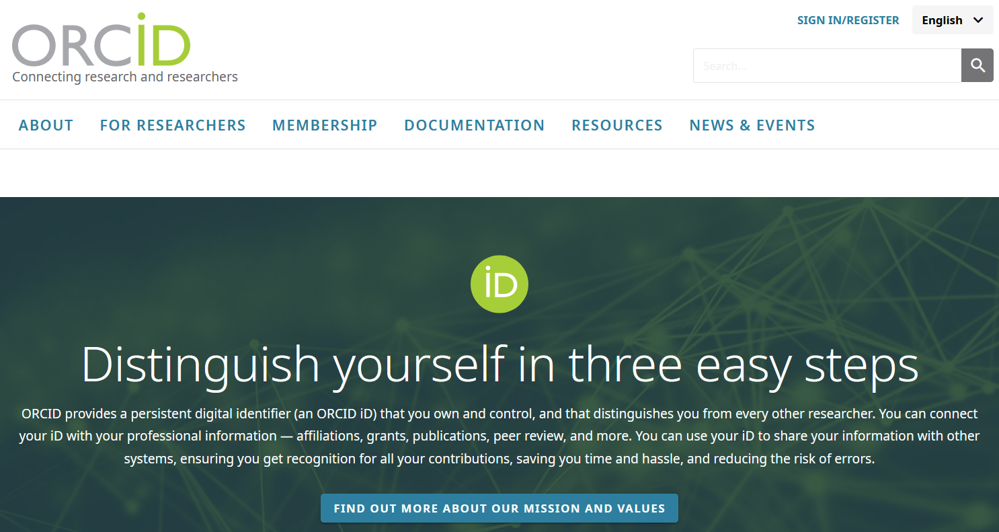 ORCiD
Connecting research and researchers
SIGN IN/REGISTER
English
Search...
ABOUT
FOR RESEARCHERS
MEMBERSHIP
DOCUMENTATION
RESOURCES
NEWS & EVENTS
iD
Distinguish yourself in three easy steps
ORCID provides a persistent digital identifier (an ORCID iD) that you own and control, and that distinguishes you from every other researcher. You can connect
your iD with your professional information — affiliations, grants, publications, peer review, and more. You can use your iD to share your information with other
systems, ensuring you get recognition for all your contributions, saving you time and hassle, and reducing the risk of errors.
FIND OUT MORE ABOUT OUR MISSION AND VALUES